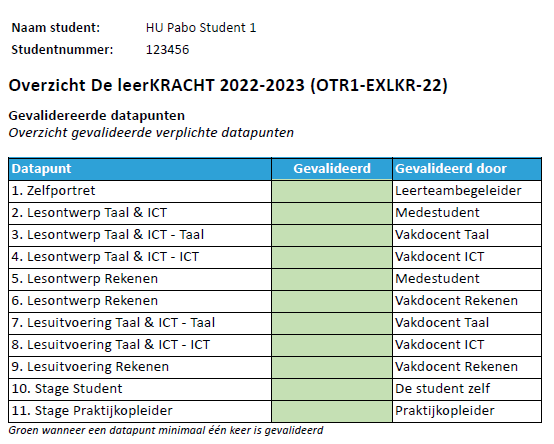 Naam student: HU Pabo Student 1
Studentnummer: 123456
Overzicht De leerKRACHT 2022-2023 (OTR1-EXLKR-22)
Gevalidereerde datapunten
Overzicht gevalideerde verplichte datapunten
Datapunt Gevalideerd Gevalideerd door
1. Zelfportret Leerteambegeleider
2. Lesontwerp Taal & ICT Medestudent
3. Lesontwerp Taal & ICT - Taal Vakdocent Taal
4. Lesontwerp Taal & ICT - ICT Vakdocent ICT
5. Lesontwerp Rekenen Medestudent
6. Lesontwerp Rekenen Vakdocent Rekenen
7. Lesuitvoering Taal & ICT - Taal Vakdocent Taal
8. Lesuitvoering Taal & ICT - ICT Vakdocent ICT
9. Lesuitvoering Rekenen Vakdocent Rekenen
10. Stage Student De student zelf
11. Stage Praktijkopleider Praktijkopleider
Groen wanneer een datapunt minimaal één keer is gevalideerd